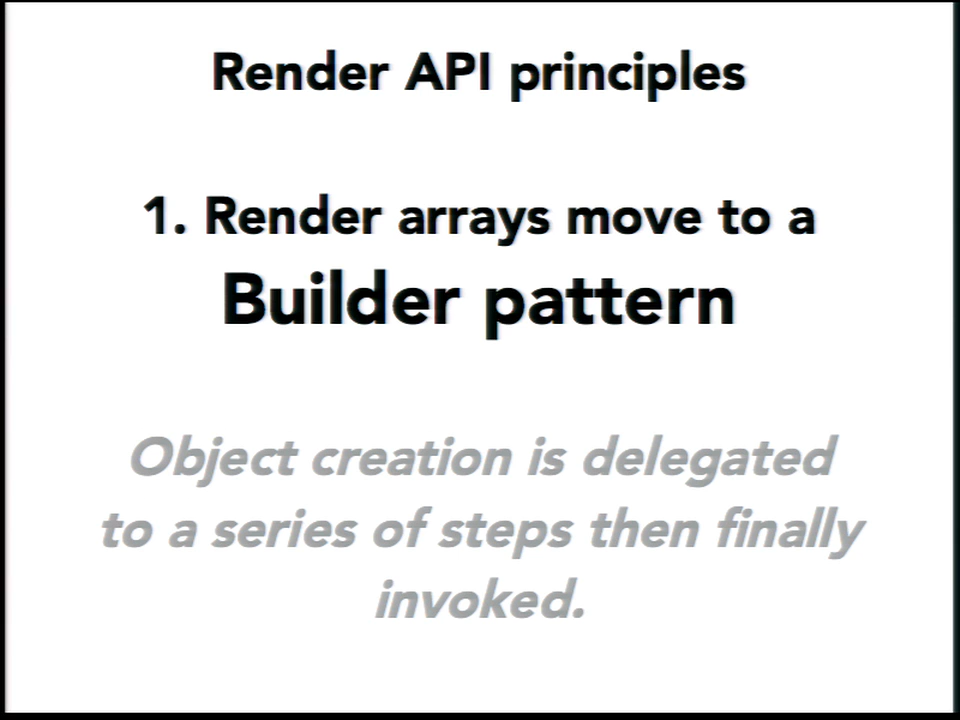 Render API principles
1. Render arrays move to a
Builder pattern
Object creation is delegated
to a series of steps then finally
invoked.